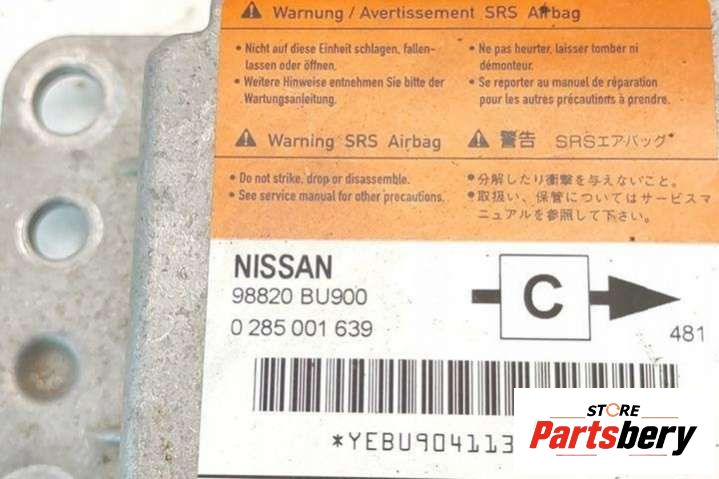 ⚠ Warnung / Avertissement SRS Airbag
• Nicht auf diese Einheit schlagen, fallen-
lassen oder öffnen.
• Weitere Hinweise entnehmen Sie bitte der
Wartungsanleitung.
• Ne pas heurter, laisser tomber ni
démonteur.
• Se reporter au manuel de réparation
pour les autres précautions à prendre.
⚠ Warning SRS Airbag
⚠ 警告 SRSエアバッグ
• Do not strike, drop or disassemble.
• See service manual for other precautions.
•分解したり衝撃を与えないこと。
•取扱い、保管についてはサービスマ
ニュアルを参照して下さい。
NISSAN
98820 BU900
0 285 001 639
C
481
*YEBU904113
STORE
Partsbery